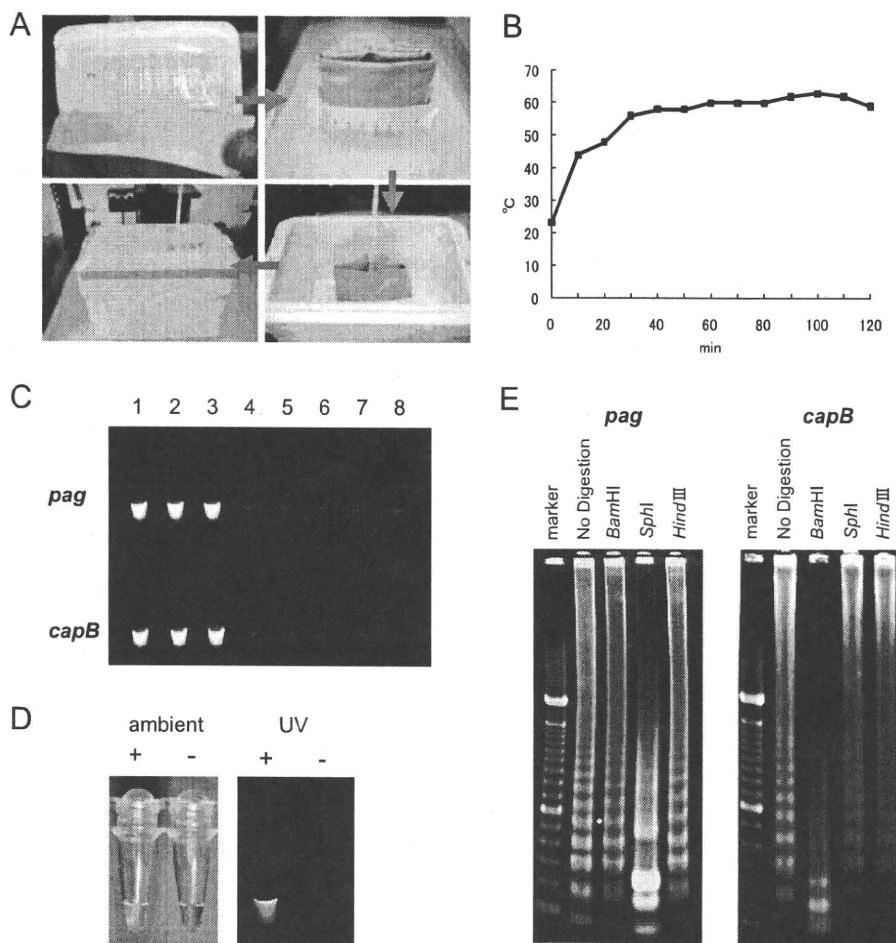 A
B
°C
70
60
50
40
30
20
10
0
0 20 40 60 80 100 120
min
C
1 2 3 4 5 6 7 8
pag
capB
D
ambient UV
+ - + -
E
pag
marker
No Digestion
BamHI
SphI
HindⅢ
capB
marker
No Digestion
BamHI
SphI
HindⅢ